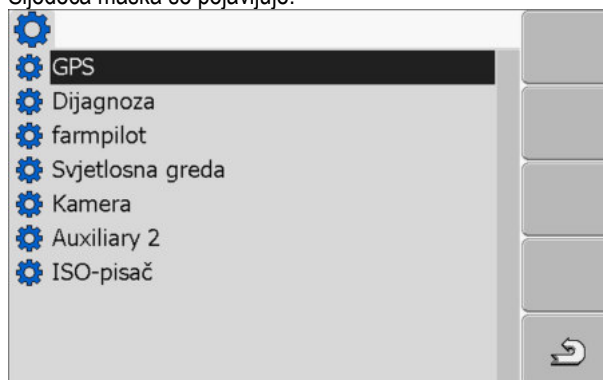 Sljedeća maska se pojavljuje:
GPS
Dijagnoza
farmpilot
Svjetlosna greda
Kamera
Auxiliary 2
ISO-pisač